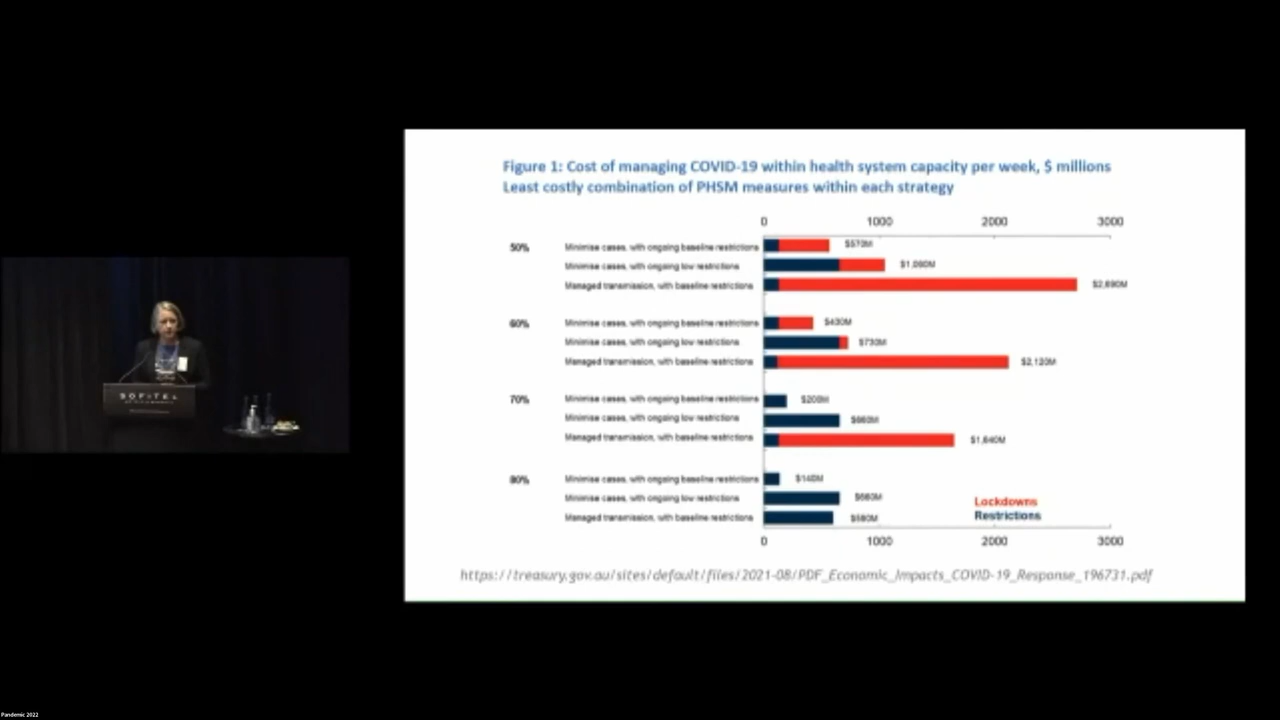 Figure 1: Cost of managing COVID-19 within health system capacity per week, $ millions
Least costly combination of PHSM measures within each strategy
0 1000 2000 3000
50% Minimise cases, with ongoing baseline restrictions $570M
Minimise cases, with ongoing low restrictions
Managed transmission, with baseline restrictions
60% Minimise cases, with ongoing baseline restrictions $430M
Minimise cases, with ongoing low restrictions $730M
Managed transmission, with baseline restrictions $2,120M
70% Minimise cases, with ongoing baseline restrictions $200M
Minimise cases, with ongoing low restrictions $660M
Managed transmission, with baseline restrictions $1,640M
80% Minimise cases, with ongoing baseline restrictions $140M
Minimise cases, with ongoing low restrictions $660M
Managed transmission, with baseline restrictions $580M
Lockdowns
Restrictions
0 1000 2000 3000
https://treasury.gov.au/sites/default/files/2021-08/PDF_Economic_Impacts_COVID-19_Response_196731.pdf
SOFITEL
Pandemic 2022